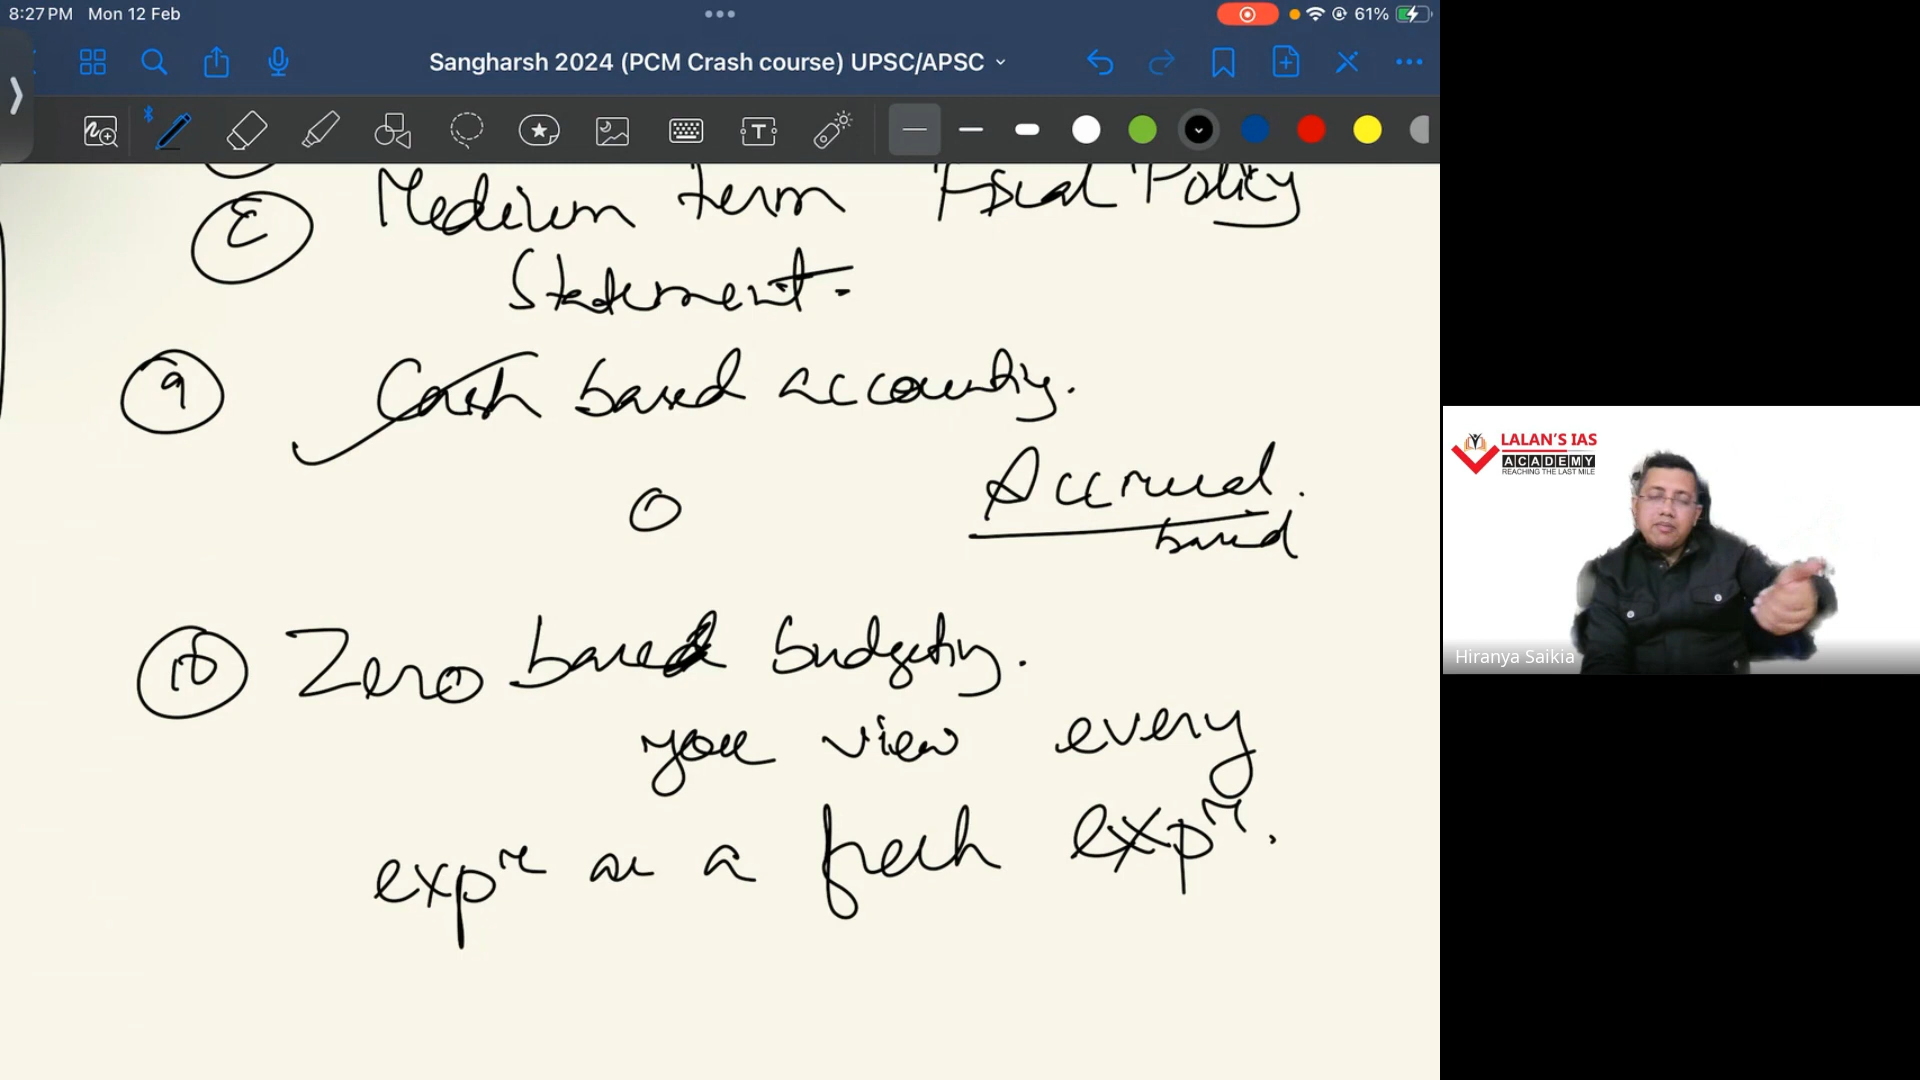 8:27 PM Mon 12 Feb
61%
Sangharsh 2024 (PCM Crash course) UPSC/APSC
Medium term Fiscal Policy
Statement
9 Cash based accounting.
Accrual
based
10 Zero based budgeting.
you view every
expr as a fresh expr.
LALAN'S IAS
ACADEMY
REACHING THE LAST MILE
Hiranya Saikia